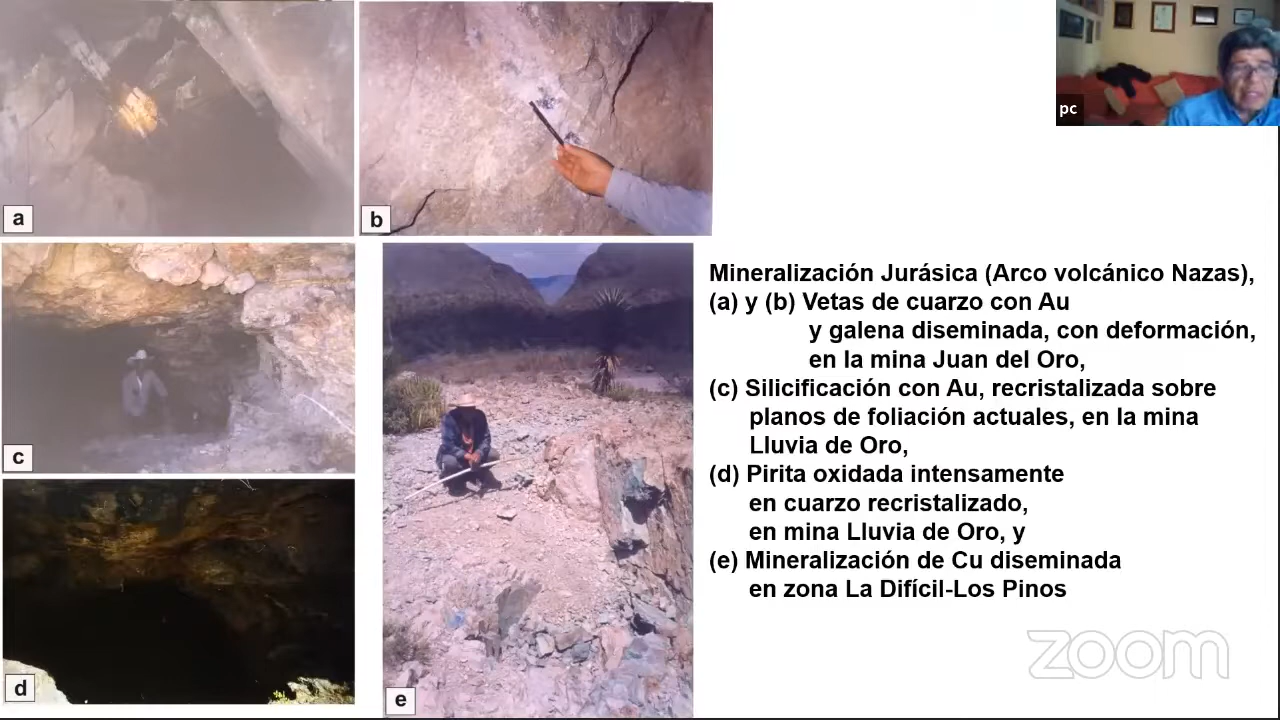 pc
a
b
c
d
e
Mineralización Jurásica (Arco volcánico Nazas),
(a) y (b) Vetas de cuarzo con Au
y galena diseminada, con deformación,
en la mina Juan del Oro,
(c) Silicificación con Au, recristalizada sobre
planos de foliación actuales, en la mina
Lluvia de Oro,
(d) Pirita oxidada intensamente
en cuarzo recristalizado,
en mina Lluvia de Oro, y
(e) Mineralización de Cu diseminada
en zona La Difícil-Los Pinos
zoom